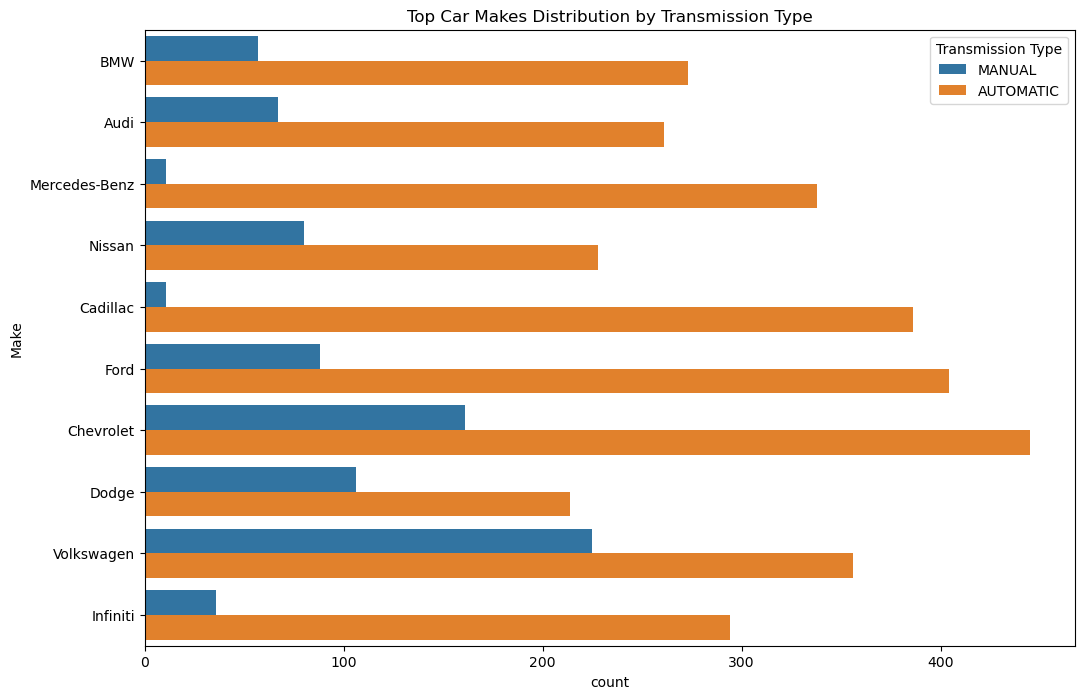 Top Car Makes Distribution by Transmission Type
Transmission Type
MANUAL
AUTOMATIC
Make
BMW
Audi
Mercedes-Benz
Nissan
Cadillac
Ford
Chevrolet
Dodge
Volkswagen
Infiniti
0 100 200 300 400
count